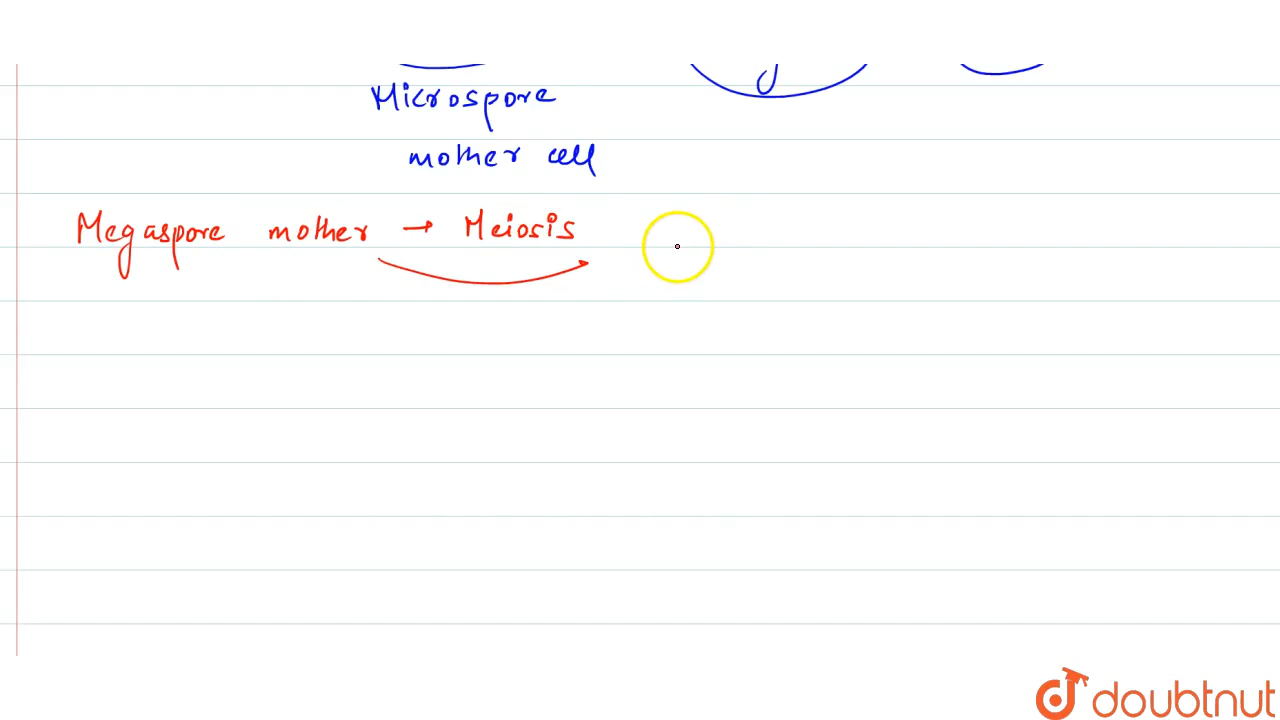 Microspore
mother cell
Megaspore mother → Meiosis
doubtnut